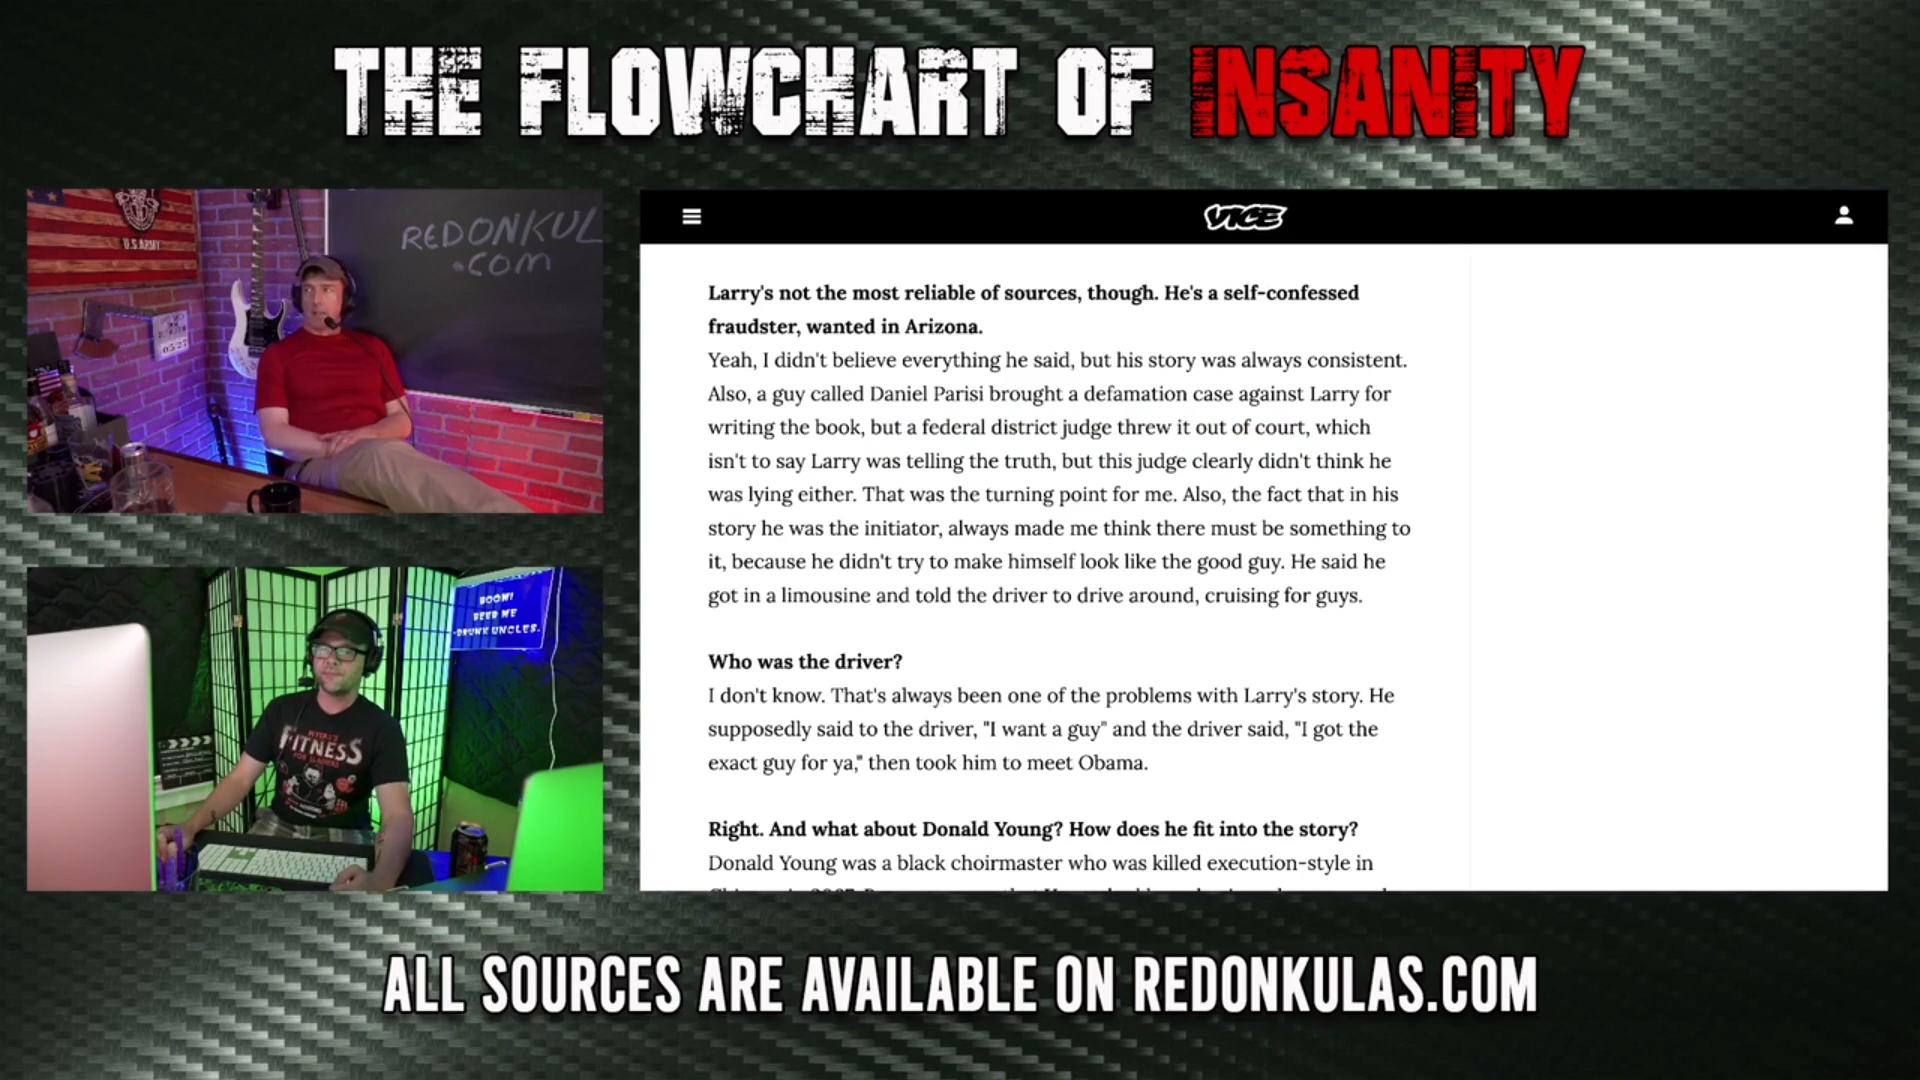 THE FLOWCHART OF INSANITY
U.S. ARMY
REDONKUL
.COM
05/27
VICE
Larry's not the most reliable of sources, though. He's a self-confessed
fraudster, wanted in Arizona.
Yeah, I didn't believe everything he said, but his story was always consistent.
Also, a guy called Daniel Parisi brought a defamation case against Larry for
writing the book, but a federal district judge threw it out of court, which
isn't to say Larry was telling the truth, but this judge clearly didn't think he
was lying either. That was the turning point for me. Also, the fact that in his
story he was the initiator, always made me think there must be something to
it, because he didn't try to make himself look like the good guy. He said he
got in a limousine and told the driver to drive around, cruising for guys.
Who was the driver?
I don't know. That's always been one of the problems with Larry's story. He
supposedly said to the driver, "I want a guy" and the driver said, "I got the
exact guy for ya," then took him to meet Obama.
Right. And what about Donald Young? How does he fit into the story?
Donald Young was a black choirmaster who was killed execution-style in
BOOM!
BEER ME
-DRUNK UNCLES.
FITNESS
ALL SOURCES ARE AVAILABLE ON REDONKULAS.COM